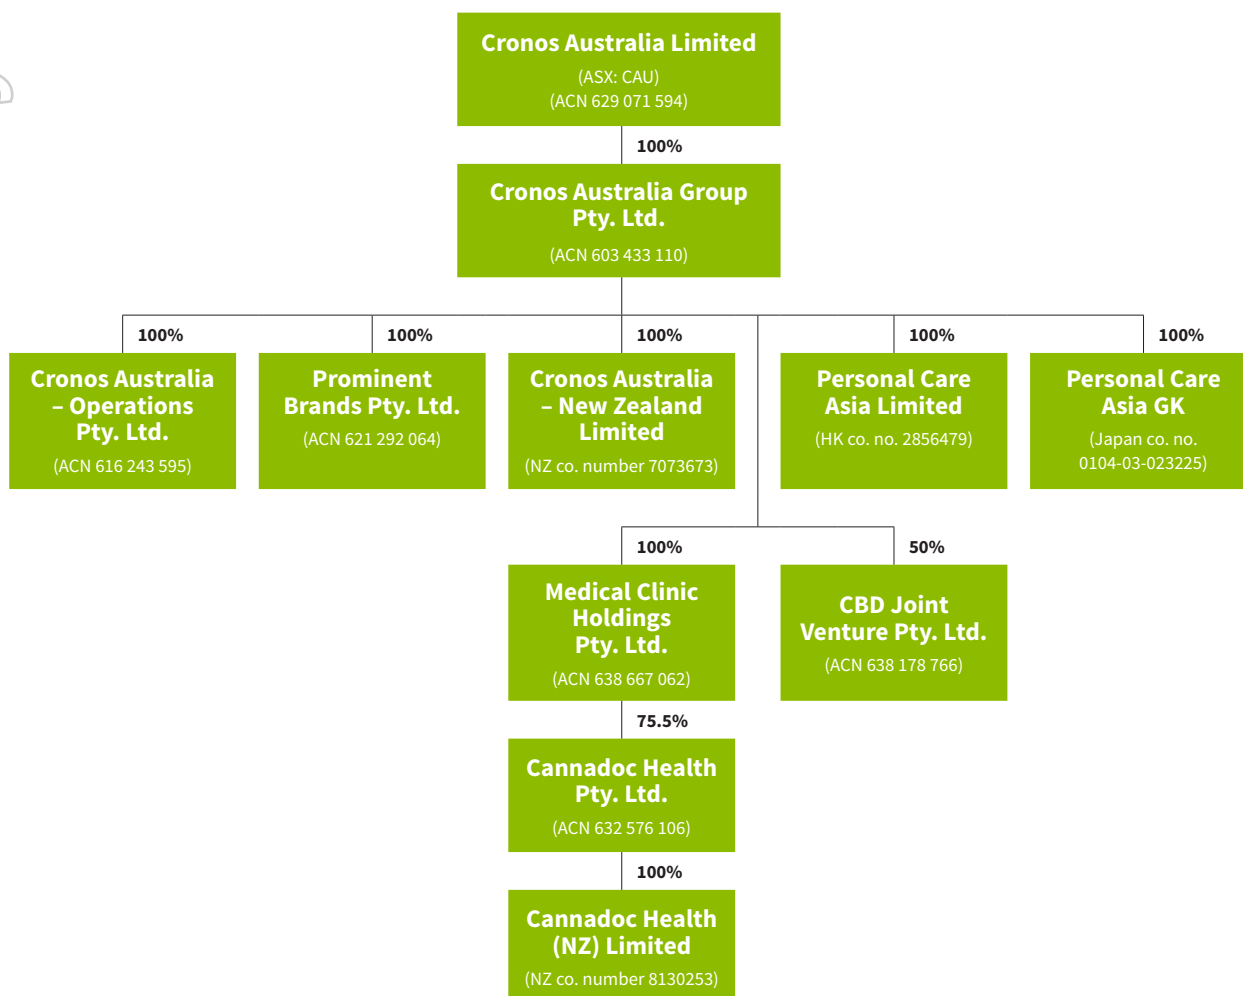 Cronos Australia Limited
(ASX: CAU)
(ACN 629 071 594)
100%
Cronos Australia Group
Pty. Ltd.
(ACN 603 433 110)
100%
Cronos Australia
– Operations
Pty. Ltd.
(ACN 616 243 595)
100%
Prominent
Brands Pty. Ltd.
(ACN 621 292 064)
100%
Cronos Australia
– New Zealand
Limited
(NZ co. number 7073673)
100%
Personal Care
Asia Limited
(HK co. no. 2856479)
100%
Personal Care
Asia GK
(Japan co. no.
0104-03-023225)
100%
Medical Clinic
Holdings
Pty. Ltd.
(ACN 638 667 062)
50%
CBD Joint
Venture Pty. Ltd.
(ACN 638 178 766)
75.5%
Cannadoc Health
Pty. Ltd.
(ACN 632 576 106)
100%
Cannadoc Health
(NZ) Limited
(NZ co. number 8130253)